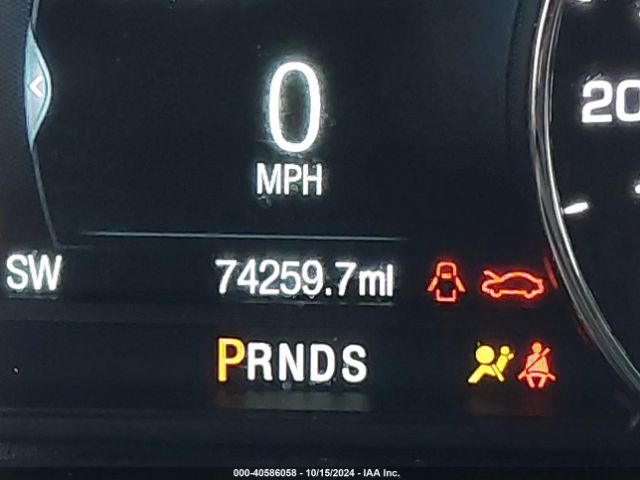 0
20
MPH
SW 74259.7mi
PRNDS
000-40586058 - 10/15/2024 - IAA Inc.